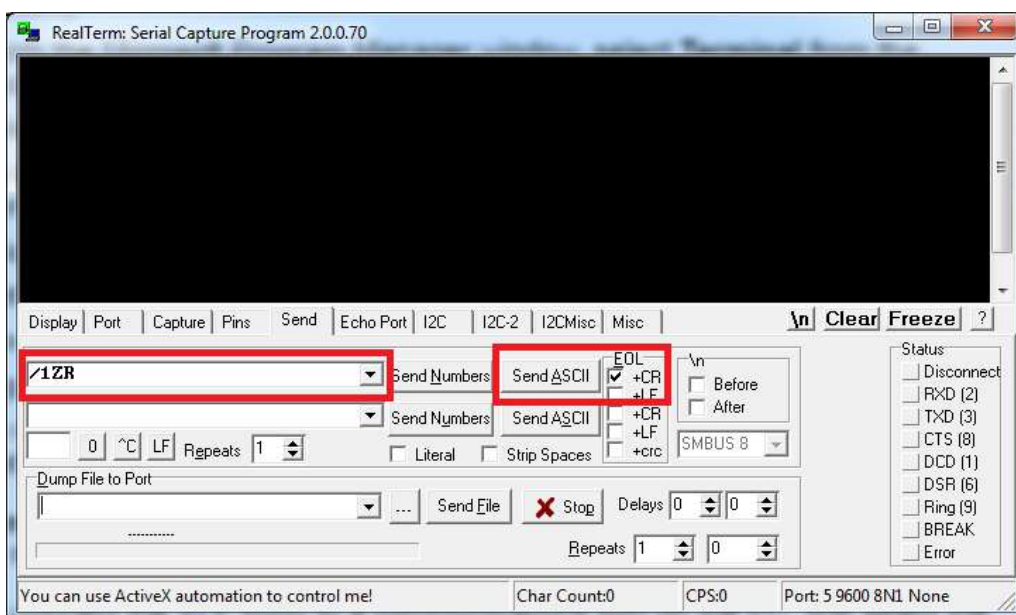 RealTerm: Serial Capture Program 2.0.0.70
Display Port Capture Pins Send Echo Port I2C I2C-2 I2CMisc Misc \n Clear Freeze ?
/1ZR Send Numbers Send ASCII EOL +CR +LF \n Before After
Send Numbers Send ASCII +CR +LF +crc SMBUS 8
0 ^C LF Repeats 1 Literal Strip Spaces
Dump File to Port
... Send File Stop Delays 0 0
-----------
Repeats 1 0
Status
Disconnect
RXD (2)
TXD (3)
CTS (8)
DCD (1)
DSR (6)
Ring (9)
BREAK
Error
You can use ActiveX automation to control me! Char Count:0 CPS:0 Port: 5 9600 8N1 None